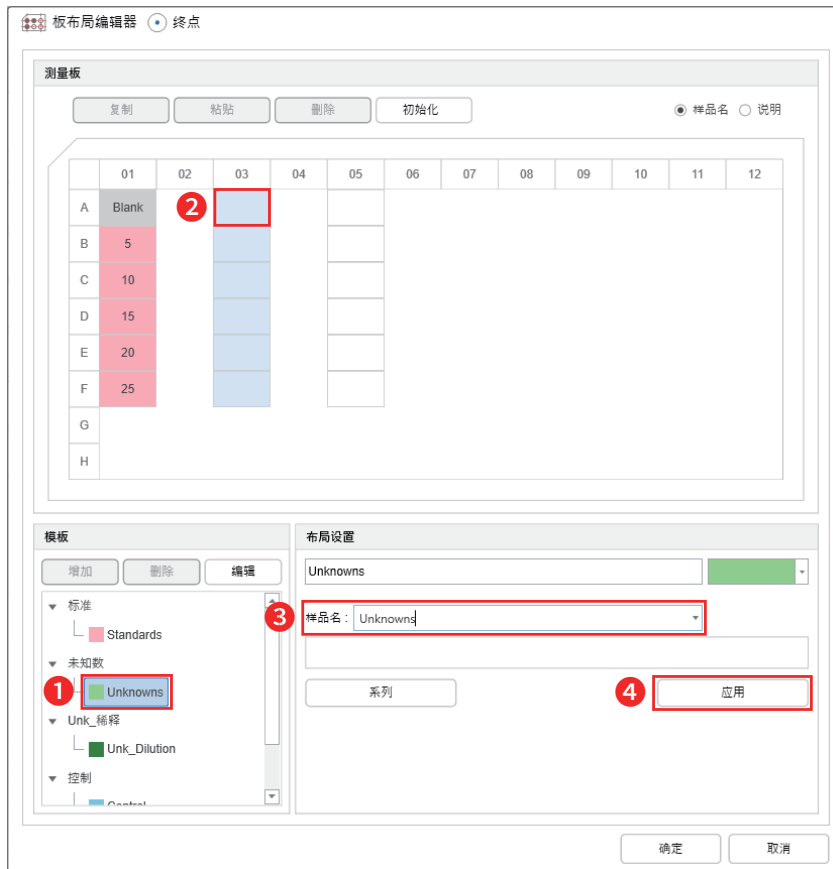 板布局编辑器 终点
测量板
复制 粘贴 删除 初始化 样品名 说明
01 02 03 04 05 06 07 08 09 10 11 12
A Blank 2
B 5
C 10
D 15
E 20
F 25
G
H
模板
增加 删除 编辑
标准
Standards
未知数
1 Unknowns
Unk_稀释
Unk_Dilution
控制
Control
布局设置
Unknowns
3 样品名： Unknowns
系列 4 应用
确定 取消